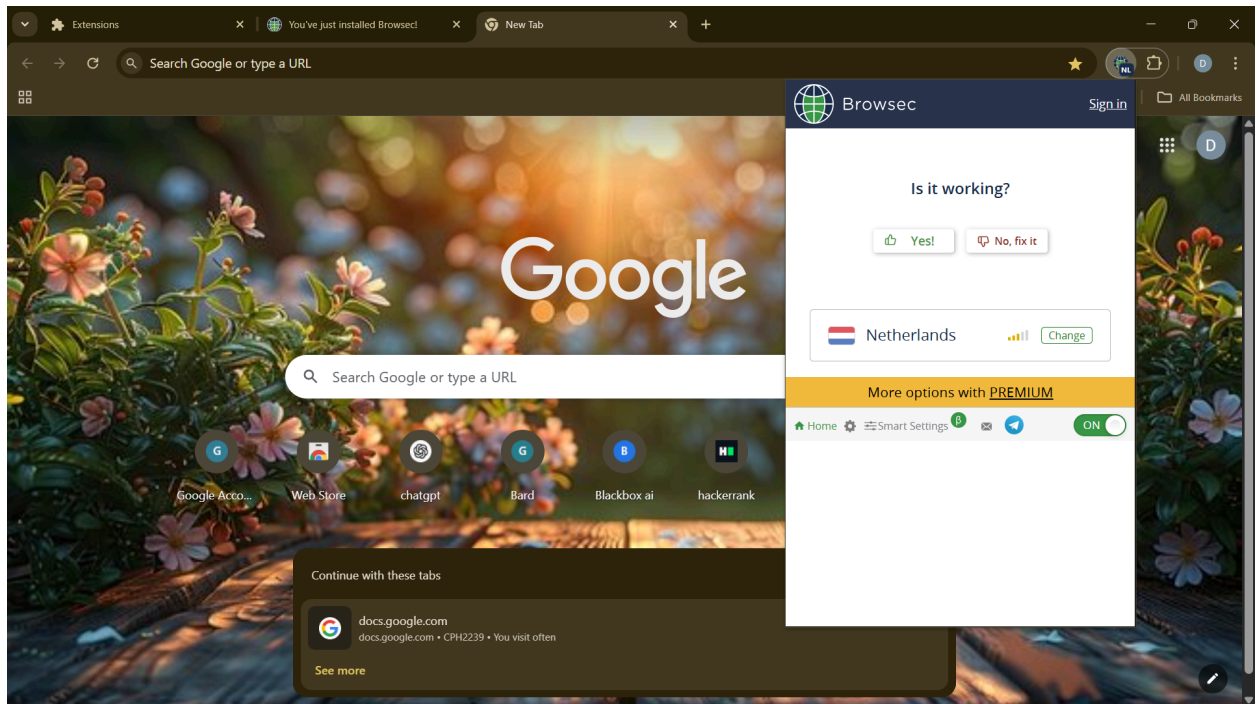 Extensions
You've just installed Browsec!
New Tab
Search Google or type a URL
NL
D
All Bookmarks
Browsec
Sign in
D
Is it working?
Yes!
No, fix it
Google
Netherlands
Change
Search Google or type a URL
More options with PREMIUM
Home
Smart Settings β
ON
G
G
B
H
Google Acco...
Web Store
chatgpt
Bard
Blackbox ai
hackerrank
Continue with these tabs
G
docs.google.com
docs.google.com • CPH2239 • You visit often
See more